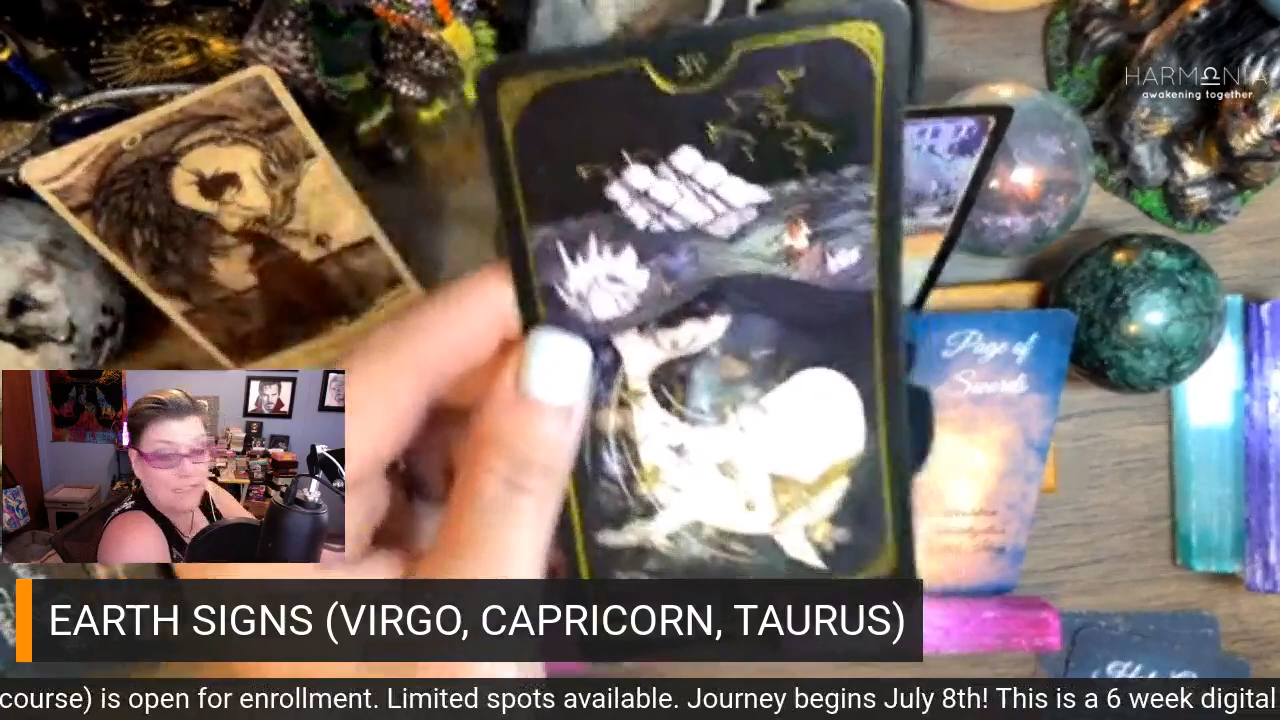 HARMONIA
awakening together
Page of
Swords
EARTH SIGNS (VIRGO, CAPRICORN, TAURUS)
course) is open for enrollment. Limited spots available. Journey begins July 8th! This is a 6 week digital